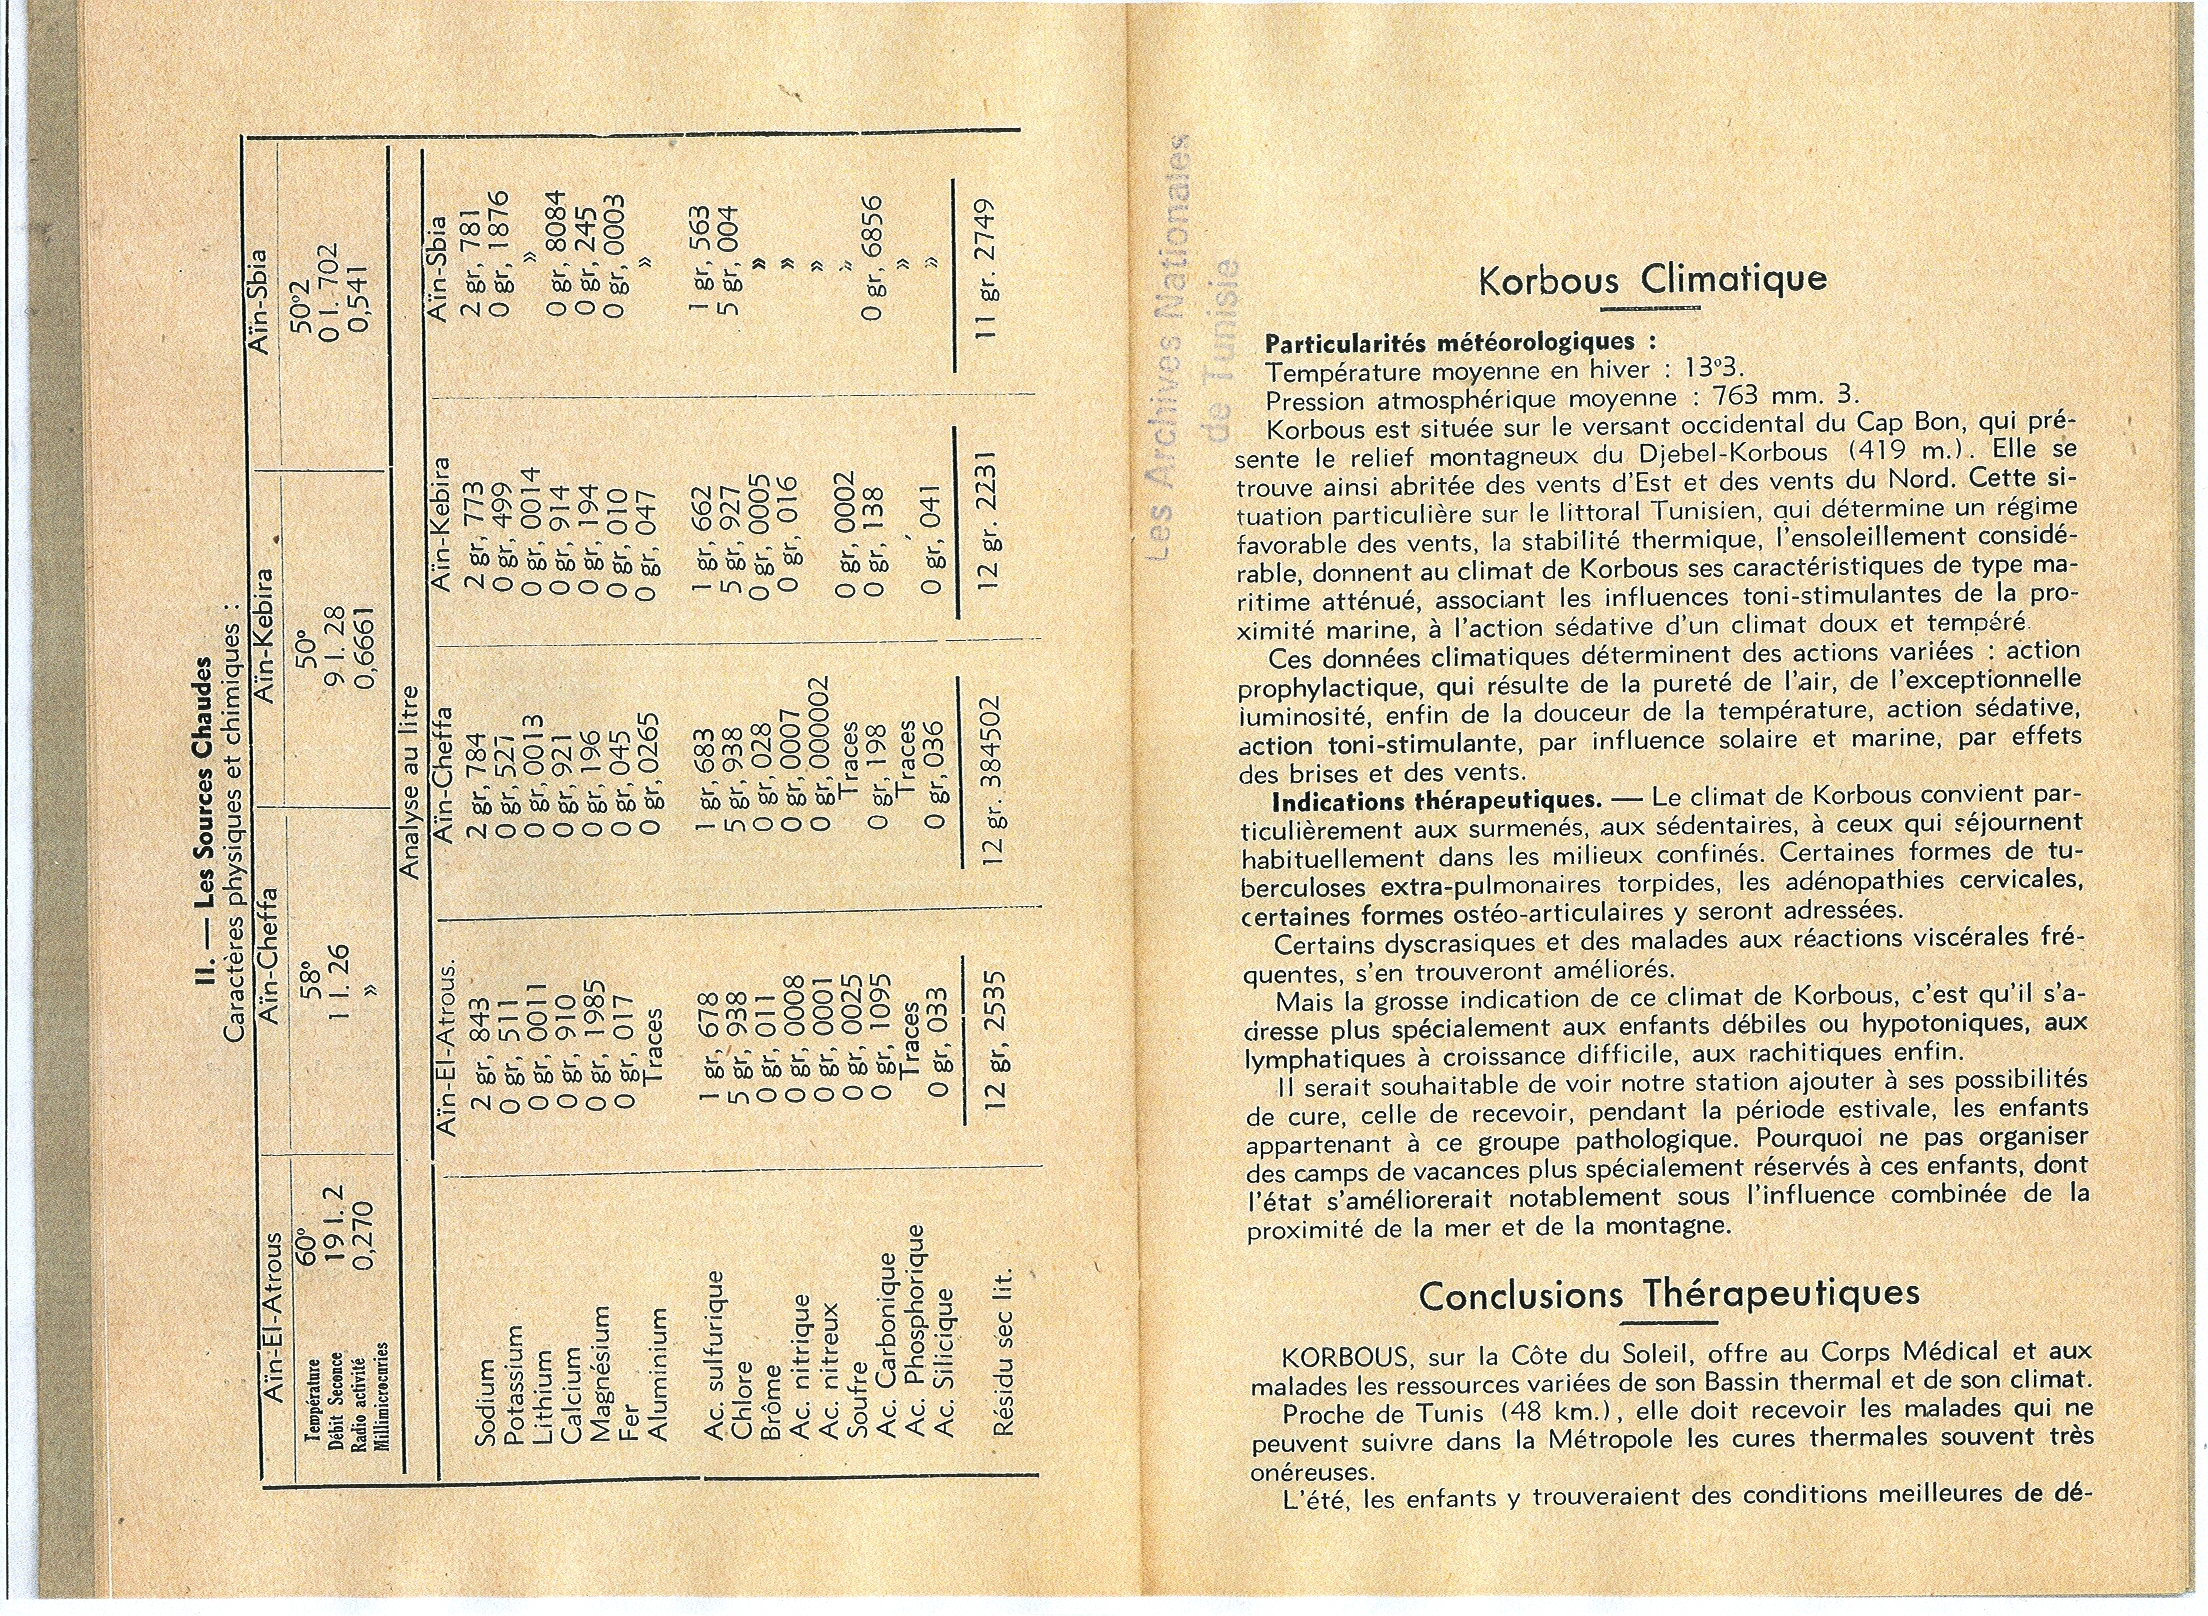 II. — Les Sources Chaudes
Caractères physiques et chimiques :
Aïn-El-Atrous Aïn-Cheffa Aïn-Kebira Aïn-Sbia
Température 60° 58° 50° 50°2
Débit Seconce 19 l. 2 1 l. 26 9 l. 28 0 l. 702
Radio activité 0,270 » 0,6661 0,541
Millimicrocuries
Analyse au litre
Aïn-El-Atrous. Aïn-Cheffa Aïn-Kebira Aïn-Sbia
Sodium 2 gr, 843 2 gr, 784 2 gr, 773 2 gr, 781
Potassium 0 gr, 511 0 gr, 527 0 gr, 499 0 gr, 1876
Lithium 0 gr, 0011 0 gr, 0013 0 gr, 0014 »
Calcium 0 gr, 910 0 gr, 921 0 gr, 914 0 gr, 8084
Magnésium 0 gr, 1985 0 gr, 196 0 gr, 194 0 gr, 245
Fer 0 gr, 017 0 gr, 045 0 gr, 010 0 gr, 0003
Aluminium Traces 0 gr, 0265 0 gr, 047 »
Ac. sulfurique 1 gr, 678 1 gr, 683 1 gr, 662 1 gr, 563
Chlore 5 gr, 938 5 gr, 938 5 gr, 927 5 gr, 004
Brôme 0 gr, 011 0 gr, 028 0 gr, 0005 »
Ac. nitrique 0 gr, 0008 0 gr, 0007 0 gr, 016 »
Ac. nitreux 0 gr, 0001 0 gr, 000002 »
Soufre 0 gr, 0025 Traces 0 gr, 0002 »
Ac. Carbonique 0 gr, 1095 0 gr, 198 0 gr, 138 0 gr, 6856
Ac. Phosphorique Traces Traces ' »
Ac. Silicique 0 gr, 033 0 gr, 036 0 gr, 041 »
Résidu sec lit. 12 gr, 2535 12 gr. 384502 12 gr. 2231 11 gr. 2749
Les Archives Nationales
de Tunisie
Korbous Climatique
Particularités météorologiques :
Température moyenne en hiver : 13°3.
Pression atmosphérique moyenne : 763 mm. 3.
Korbous est située sur le versant occidental du Cap Bon, qui pré-
sente le relief montagneux du Djebel-Korbous (419 m.). Elle se
trouve ainsi abritée des vents d'Est et des vents du Nord. Cette si-
tuation particulière sur le littoral Tunisien, qui détermine un régime
favorable des vents, la stabilité thermique, l'ensoleillement considé-
rable, donnent au climat de Korbous ses caractéristiques de type ma-
ritime atténué, associant les influences toni-stimulantes de la pro-
ximité marine, à l'action sédative d'un climat doux et tempéré.
Ces données climatiques déterminent des actions variées : action
prophylactique, qui résulte de la pureté de l'air, de l'exceptionnelle
luminosité, enfin de la douceur de la température, action sédative,
action toni-stimulante, par influence solaire et marine, par effets
des brises et des vents.
Indications thérapeutiques. — Le climat de Korbous convient par-
ticulièrement aux surmenés, aux sédentaires, à ceux qui séjournent
habituellement dans les milieux confinés. Certaines formes de tu-
berculoses extra-pulmonaires torpides, les adénopathies cervicales,
certaines formes ostéo-articulaires y seront adressées.
Certains dyscrasiques et des malades aux réactions viscérales fré-
quentes, s'en trouveront améliorés.
Mais la grosse indication de ce climat de Korbous, c'est qu'il s'a-
dresse plus spécialement aux enfants débiles ou hypotoniques, aux
lymphatiques à croissance difficile, aux rachitiques enfin.
Il serait souhaitable de voir notre station ajouter à ses possibilités
de cure, celle de recevoir, pendant la période estivale, les enfants
appartenant à ce groupe pathologique. Pourquoi ne pas organiser
des camps de vacances plus spécialement réservés à ces enfants, dont
l'état s'améliorerait notablement sous l'influence combinée de la
proximité de la mer et de la montagne.
Conclusions Thérapeutiques
KORBOUS, sur la Côte du Soleil, offre au Corps Médical et aux
malades les ressources variées de son Bassin thermal et de son climat.
Proche de Tunis (48 km.), elle doit recevoir les malades qui ne
peuvent suivre dans la Métropole les cures thermales souvent très
onéreuses.
L'été, les enfants y trouveraient des conditions meilleures de dé-